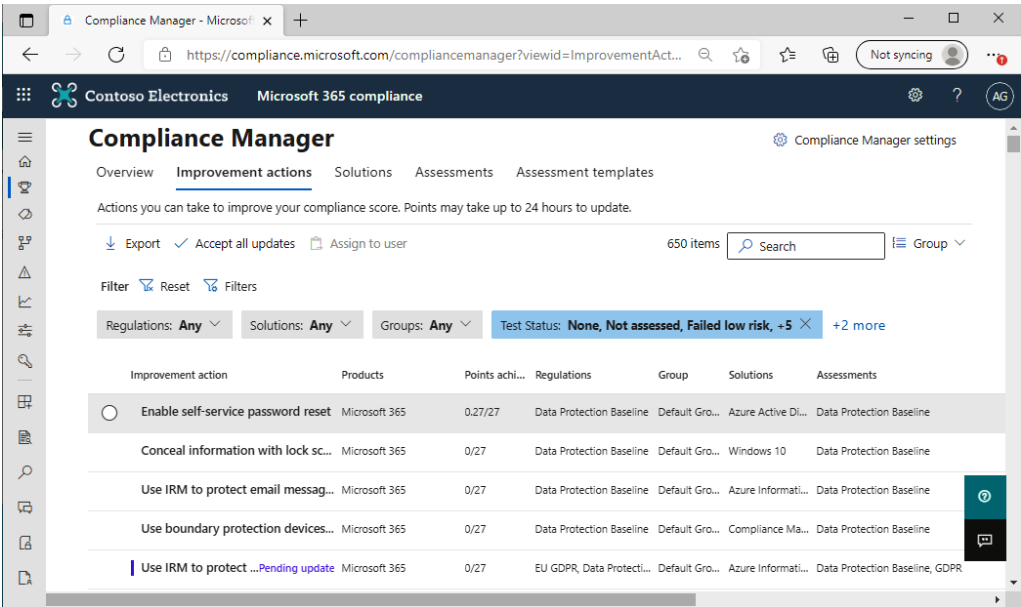 Compliance Manager - Microsof
https://compliance.microsoft.com/compliancemanager?viewid=ImprovementAct...
Not syncing
Contoso Electronics Microsoft 365 compliance
? AG
Compliance Manager
Compliance Manager settings
Overview Improvement actions Solutions Assessments Assessment templates
Actions you can take to improve your compliance score. Points may take up to 24 hours to update.
Export Accept all updates Assign to user 650 items Search Group
Filter Reset Filters
Regulations: Any Solutions: Any Groups: Any Test Status: None, Not assessed, Failed low risk, +5 +2 more
Improvement action Products Points achi... Regulations Group Solutions Assessments
Enable self-service password reset Microsoft 365 0.27/27 Data Protection Baseline Default Gro... Azure Active Di... Data Protection Baseline
Conceal information with lock sc... Microsoft 365 0/27 Data Protection Baseline Default Gro... Windows 10 Data Protection Baseline
Use IRM to protect email messag... Microsoft 365 0/27 Data Protection Baseline Default Gro... Azure Informati... Data Protection Baseline
Use boundary protection devices... Microsoft 365 0/27 Data Protection Baseline Default Gro... Compliance Ma... Data Protection Baseline
Use IRM to protect ...Pending update Microsoft 365 0/27 EU GDPR, Data Protecti... Default Gro... Azure Informati... Data Protection Baseline, GDPR